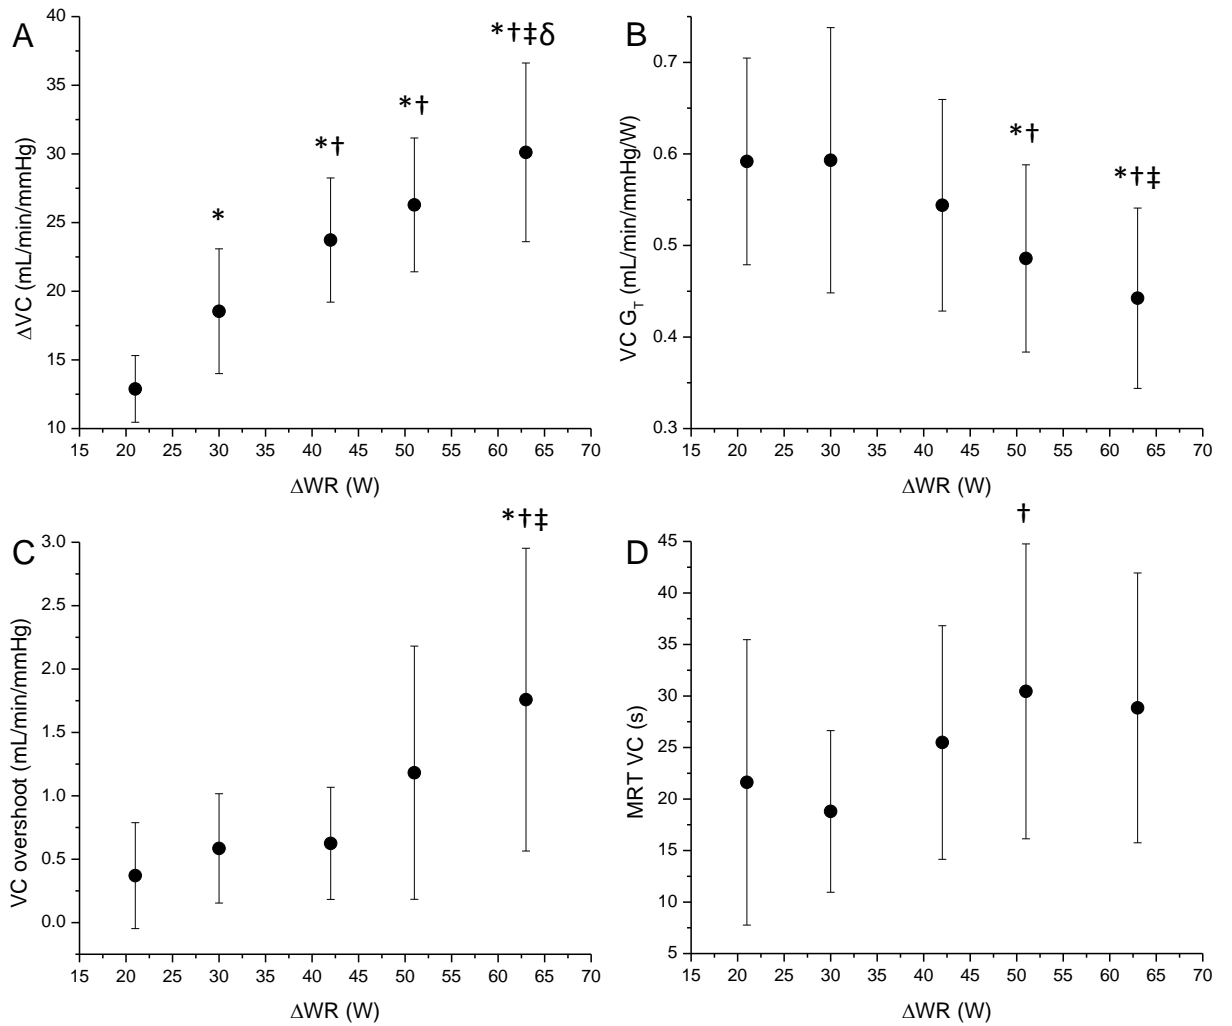 A
ΔVC (mL/min/mmHg)
40
35
30
25
20
15
10
*
*†
*†
*†‡δ
15 20 25 30 35 40 45 50 55 60 65 70
ΔWR (W)
B
VC G_T (mL/min/mmHg/W)
0.7
0.6
0.5
0.4
0.3
*†
*†‡
15 20 25 30 35 40 45 50 55 60 65 70
ΔWR (W)
C
VC overshoot (mL/min/mmHg)
3.0
2.5
2.0
1.5
1.0
0.5
0.0
*†‡
15 20 25 30 35 40 45 50 55 60 65 70
ΔWR (W)
D
MRT VC (s)
45
40
35
30
25
20
15
10
5
†
15 20 25 30 35 40 45 50 55 60 65 70
ΔWR (W)